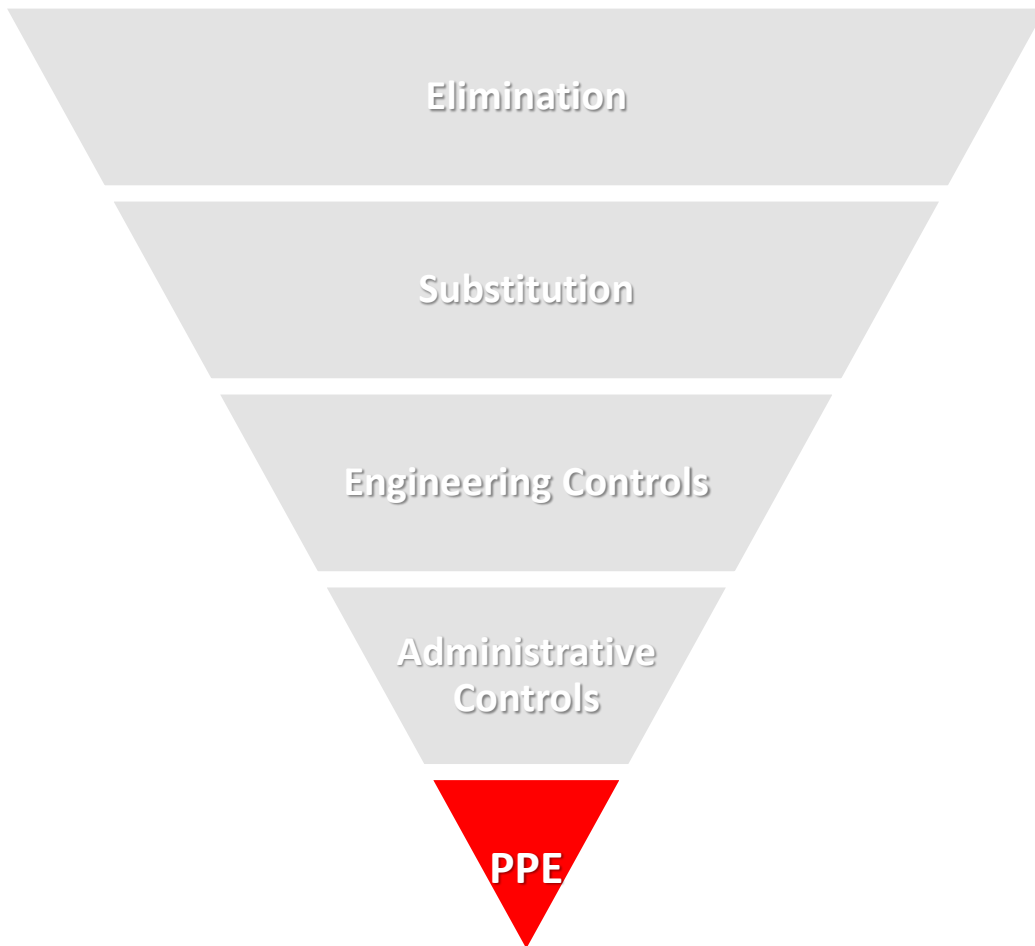 Elimination
Substitution
Engineering Controls
Administrative
Controls
PPE